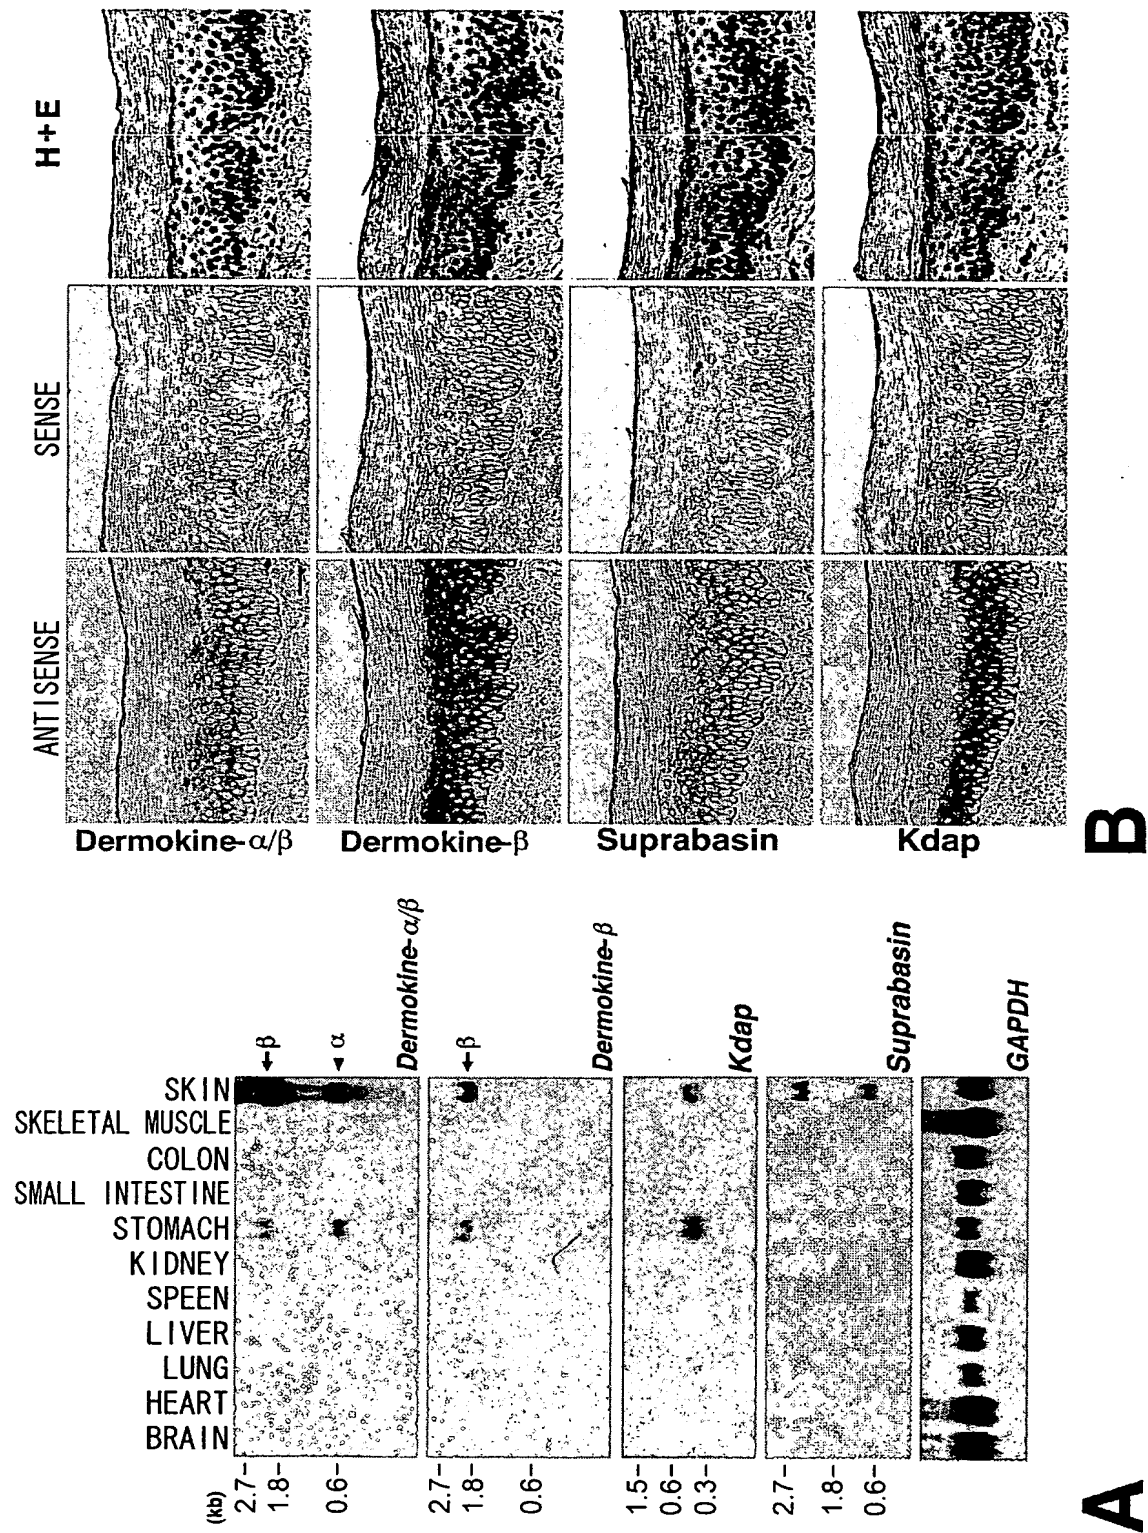 A
(kb)
BRAIN
HEART
LUNG
LIVER
SPEEN
KIDNEY
STOMACH
SMALL INTESTINE
COLON
SKELETAL MUSCLE
SKIN
2.7-
1.8-
0.6-
←β
◄ α
Dermokine-α/β
2.7-
1.8-
0.6-
←β
Dermokine-β
1.5-
0.6-
0.3-
Kdap
2.7-
1.8-
0.6-
Suprabasin
GAPDH
B
ANTISENSE
SENSE
H+E
Dermokine-α/β
Dermokine-β
Suprabasin
Kdap